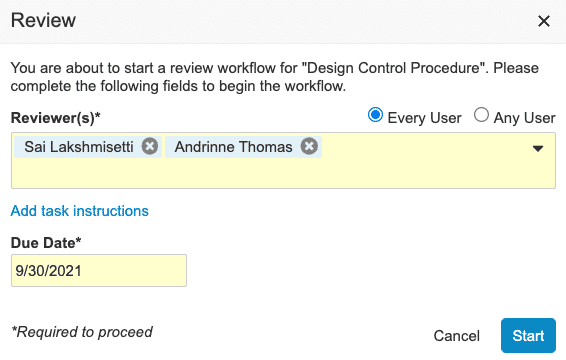 Review
You are about to start a review workflow for "Design Control Procedure". Please
complete the following fields to begin the workflow.
Reviewer(s)* Every User Any User
Sai Lakshmisetti Andrinne Thomas
Add task instructions
Due Date*
9/30/2021
*Required to proceed Cancel Start